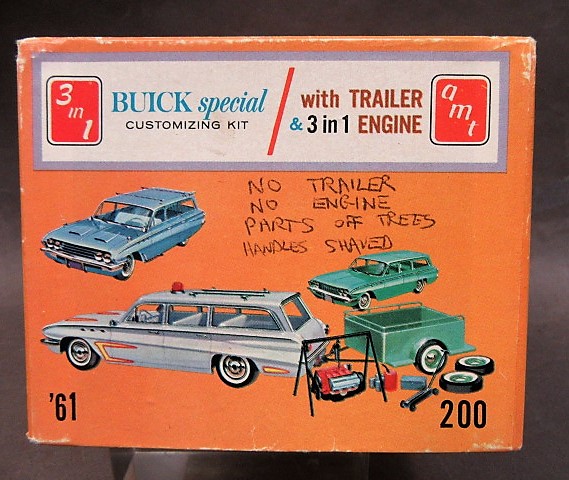 3 in 1
BUICK special
CUSTOMIZING KIT
with TRAILER
& 3 in 1 ENGINE
amt
NO TRAILER
NO ENGINE
PARTS OFF TREES
HANDLES SHAVED
'61
200